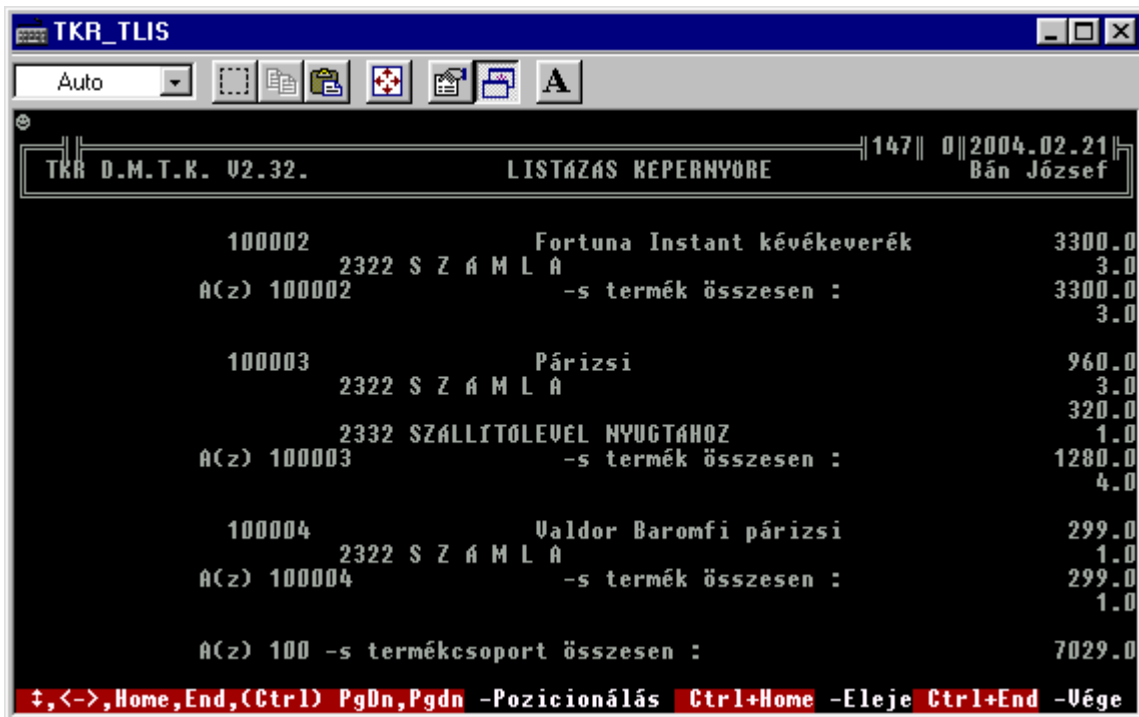 TKR_TLIS
Auto
A
147 0 2004.02.21
TKR D.M.T.K. V2.32. LISTÁZÁS KÉPERNYŐRE Bán József
100002 Fortuna Instant kévékeverék 3300.0
2322 S Z Á M L A 3.0
A(z) 100002 -s termék összesen : 3300.0
3.0
100003 Párizsi 960.0
2322 S Z Á M L A 3.0
320.0
2332 SZÁLLÍTÓLEVÉL NYUGTÁHOZ 1.0
A(z) 100003 -s termék összesen : 1280.0
4.0
100004 Valdor Baromfi párizsi 299.0
2322 S Z Á M L A 1.0
A(z) 100004 -s termék összesen : 299.0
1.0
A(z) 100 -s termékcsoport összesen : 7029.0
↕,<->,Home,End,(Ctrl) PgDn,Pgdn -Pozicionálás Ctrl+Home -Eleje Ctrl+End -Vége